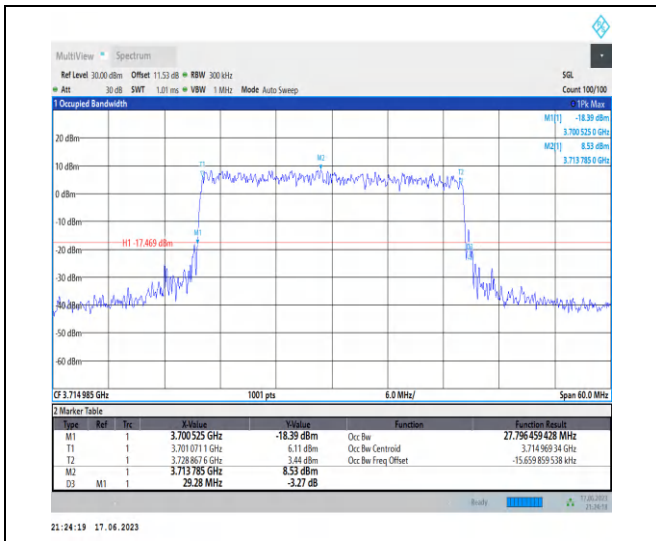 MultiView Spectrum
Ref Level 30.00 dBm Offset 11.53 dB RBW 300 kHz SGL
Att 30 dB SWT 1.01 ms VBW 1 MHz Mode Auto Sweep Count 100/100
1 Occupied Bandwidth 1Pk Max
M1[1] -18.39 dBm
3.700 525 0 GHz
M2[1] 8.53 dBm
3.713 785 0 GHz
20 dBm
10 dBm
T1 M2 T2
0 dBm
-10 dBm
M1
H1 -17.469 dBm
-20 dBm
-30 dBm
-40 dBm
-50 dBm
-60 dBm
CF 3.714 985 GHz 1001 pts 6.0 MHz/ Span 60.0 MHz
2 Marker Table
Type Ref Trc X-Value Y-Value Function Function Result
M1 1 3.700 525 GHz -18.39 dBm Occ Bw 27.796 459 428 MHz
T1 1 3.701 071 1 GHz 6.11 dBm Occ Bw Centroid 3.714 969 34 GHz
T2 1 3.728 867 6 GHz 3.44 dBm Occ Bw Freq Offset -15.659 859 538 kHz
M2 1 3.713 785 GHz 8.53 dBm
D3 M1 1 29.28 MHz -3.27 dB
Ready 17.06.2023
21:24:19 17.06.2023